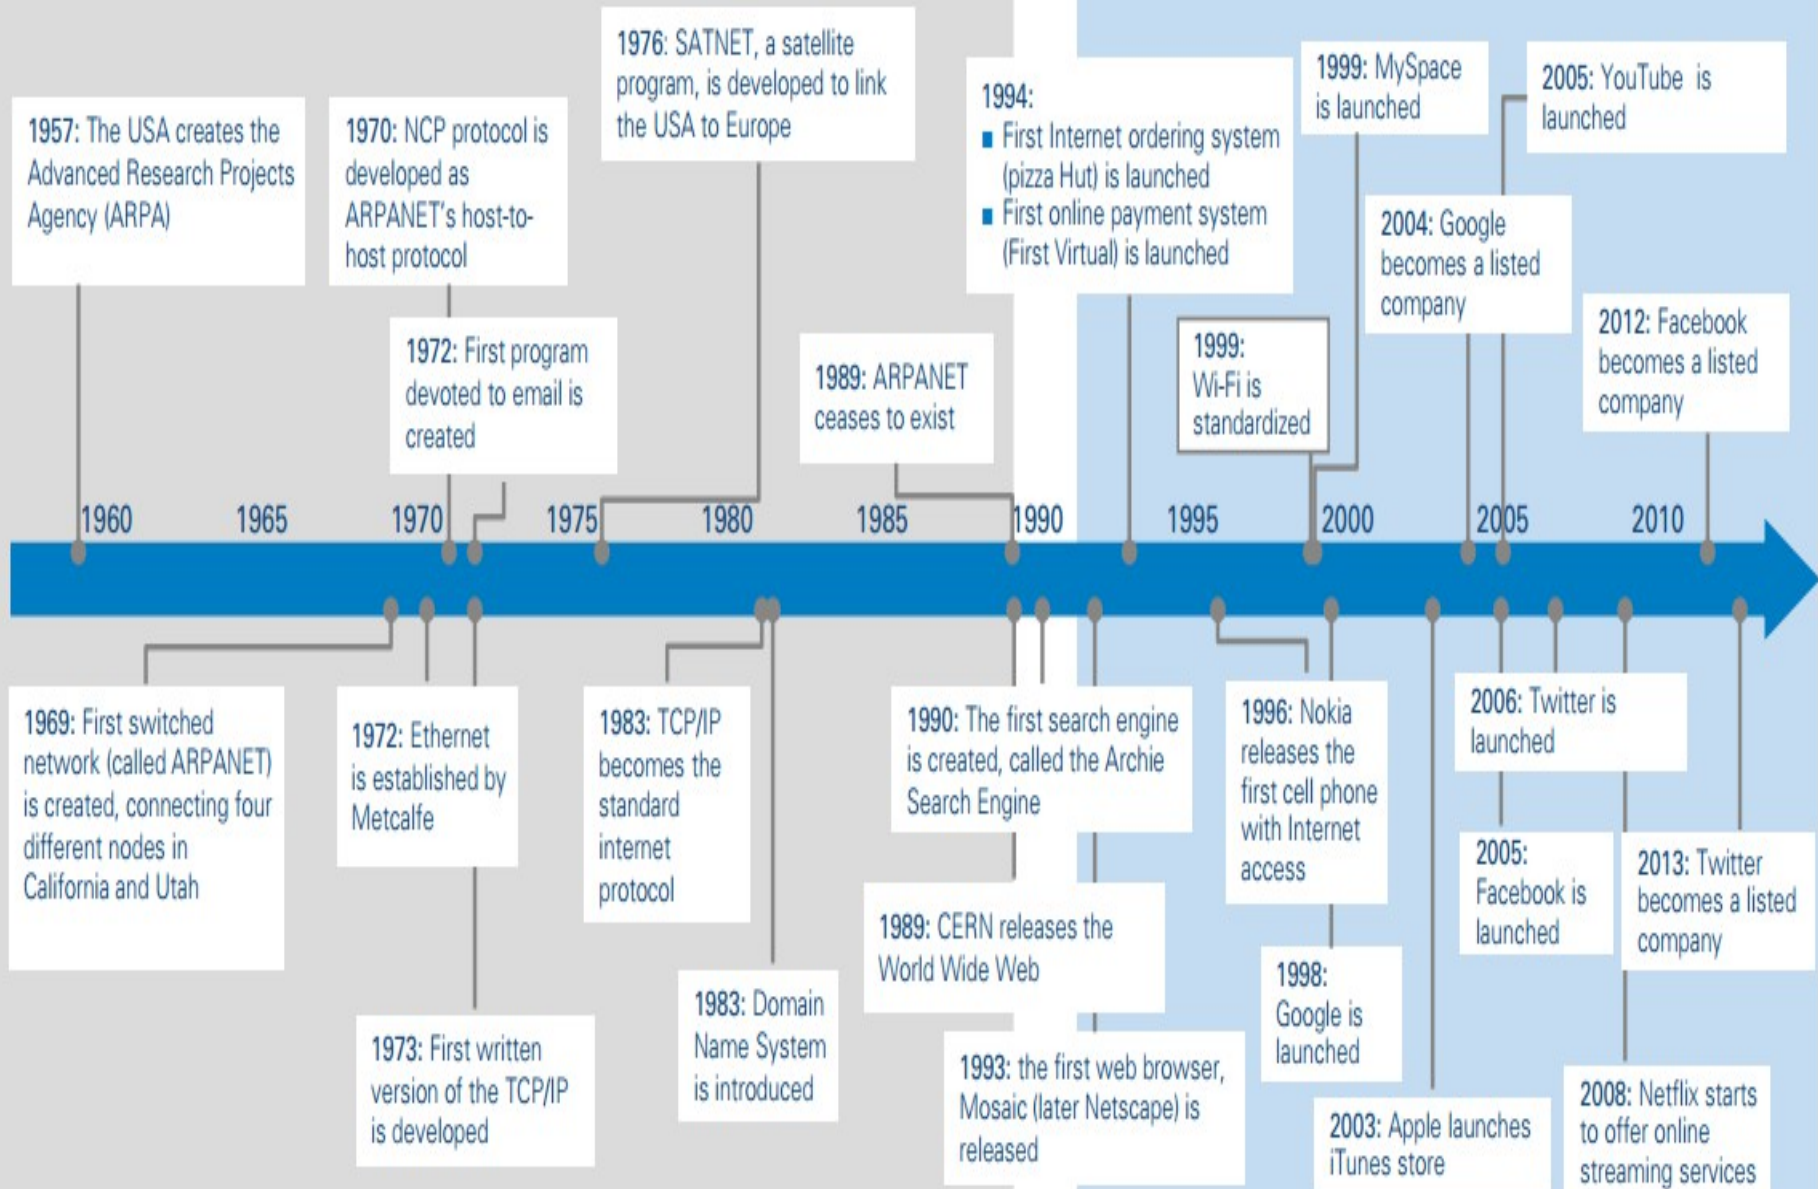 1976: SATNET, a satellite
program, is developed to link
the USA to Europe
1957: The USA creates the
Advanced Research Projects
Agency (ARPA)
1970: NCP protocol is
developed as
ARPANET's host-to-
host protocol
1972: First program
devoted to email is
created
1989: ARPANET
ceases to exist
1994:
■ First Internet ordering system
(pizza Hut) is launched
■ First online payment system
(First Virtual) is launched
1999: MySpace
is launched
2005: YouTube is
launched
2004: Google
becomes a listed
company
1999:
Wi-Fi is
standardized
2012: Facebook
becomes a listed
company
1960 1965 1970 1975 1980 1985 1990 1995 2000 2005 2010
1969: First switched
network (called ARPANET)
is created, connecting four
different nodes in
California and Utah
1972: Ethernet
is established by
Metcalfe
1973: First written
version of the TCP/IP
is developed
1983: TCP/IP
becomes the
standard
internet
protocol
1983: Domain
Name System
is introduced
1990: The first search engine
is created, called the Archie
Search Engine
1989: CERN releases the
World Wide Web
1993: the first web browser,
Mosaic (later Netscape) is
released
1996: Nokia
releases the
first cell phone
with Internet
access
1998:
Google is
launched
2003: Apple launches
iTunes store
2006: Twitter is
launched
2005:
Facebook is
launched
2013: Twitter
becomes a listed
company
2008: Netflix starts
to offer online
streaming services